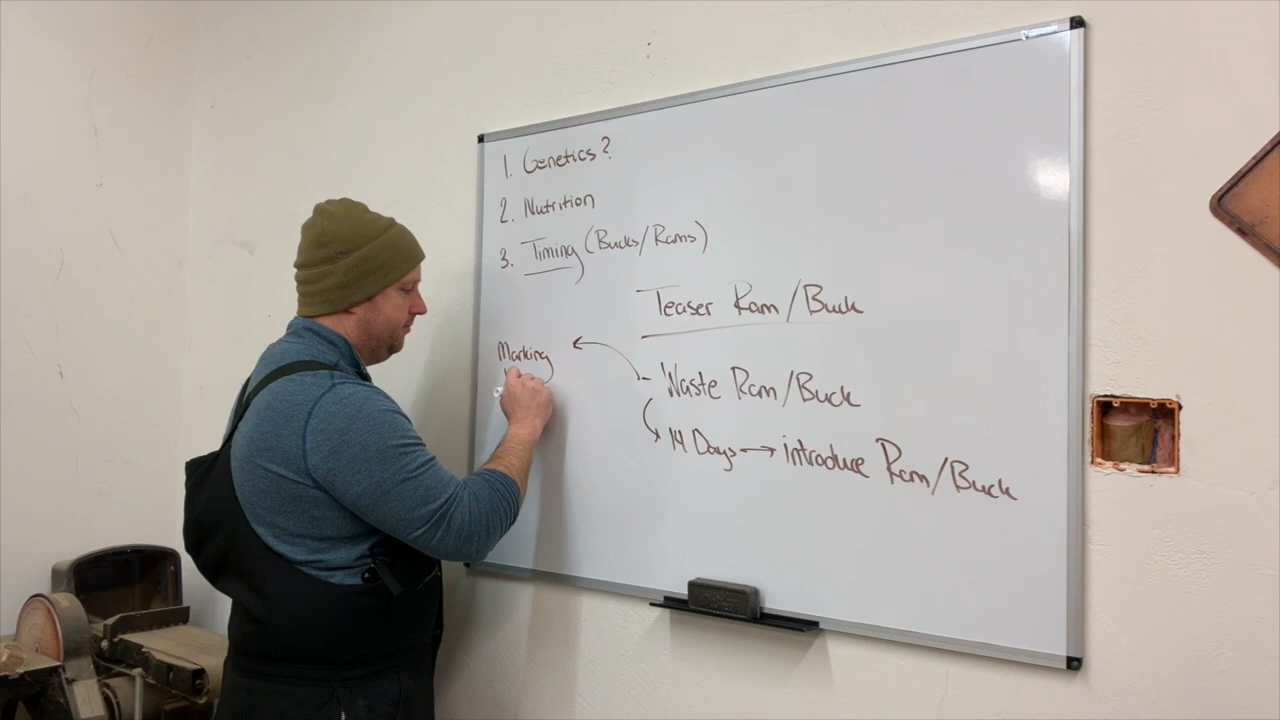 1. Genetics?
2. Nutrition
3. Timing (Bucks/Rams)
Teaser Ram/Buck
Marking
- Waste Ram/Buck
14 Days → introduce Ram/Buck